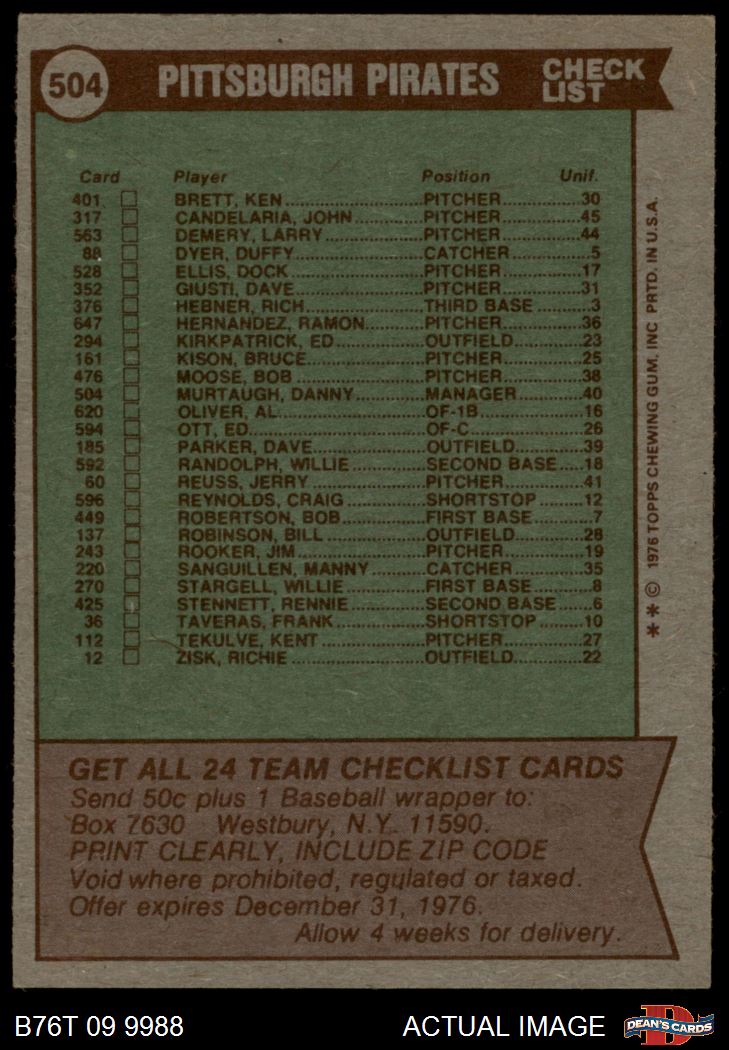 504 PITTSBURGH PIRATES CHECK LIST
Card Player Position Unif.
401 BRETT, KEN PITCHER 30
317 CANDELARIA, JOHN PITCHER 45
563 DEMERY, LARRY PITCHER 44
88 DYER, DUFFY CATCHER 5
528 ELLIS, DOCK PITCHER 17
352 GIUSTI, DAVE PITCHER 31
376 HEBNER, RICH THIRD BASE 3
647 HERNANDEZ, RAMON PITCHER 36
294 KIRKPATRICK, ED OUTFIELD 23
161 KISON, BRUCE PITCHER 25
476 MOOSE, BOB PITCHER 38
504 MURTAUGH, DANNY MANAGER 40
620 OLIVER, AL OF-1B 16
594 OTT, ED OF-C 26
185 PARKER, DAVE OUTFIELD 39
592 RANDOLPH, WILLIE SECOND BASE 18
60 REUSS, JERRY PITCHER 41
596 REYNOLDS, CRAIG SHORTSTOP 12
449 ROBERTSON, BOB FIRST BASE 7
137 ROBINSON, BILL OUTFIELD 28
243 ROOKER, JIM PITCHER 19
220 SANGUILLEN, MANNY CATCHER 35
270 STARGELL, WILLIE FIRST BASE 8
425 STENNETT, RENNIE SECOND BASE 6
36 TAVERAS, FRANK SHORTSTOP 10
112 TEKULVE, KENT PITCHER 27
12 ZISK, RICHIE OUTFIELD 22
** © 1976 TOPPS CHEWING GUM, INC PRTD. IN U.S.A.
GET ALL 24 TEAM CHECKLIST CARDS
Send 50c plus 1 Baseball wrapper to:
Box 7630 Westbury, N.Y. 11590.
PRINT CLEARLY, INCLUDE ZIP CODE
Void where prohibited, regulated or taxed.
Offer expires December 31, 1976.
Allow 4 weeks for delivery.
B76T 09 9988 ACTUAL IMAGE DEAN'S CARDS